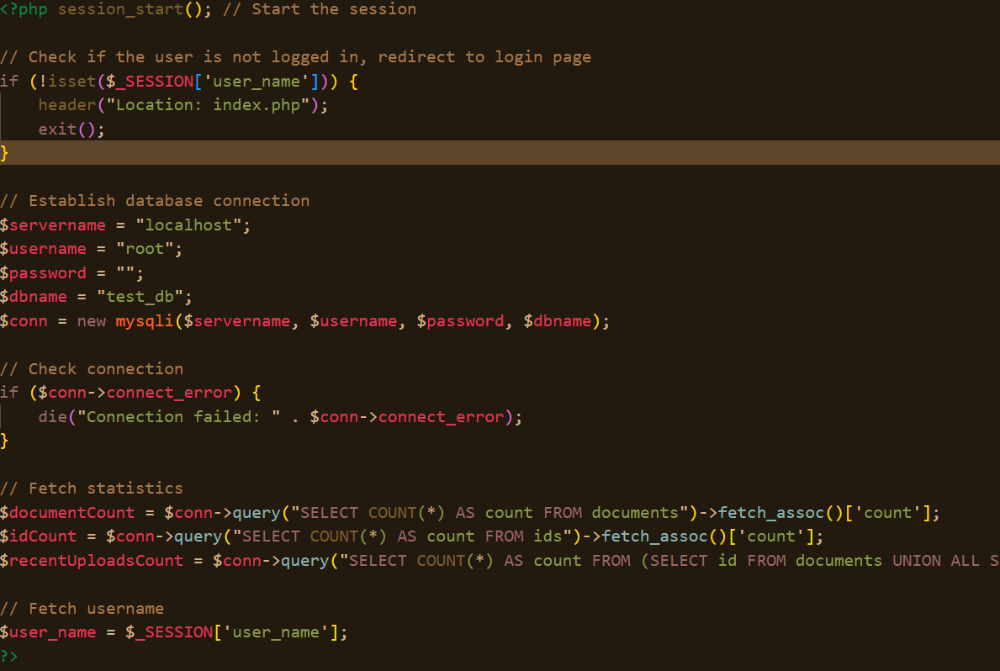 <?php session_start(); // Start the session
// Check if the user is not logged in, redirect to login page
if (!isset($_SESSION['user_name'])) {
    header("Location: index.php");
    exit();
}
// Establish database connection
$servername = "localhost";
$username = "root";
$password = "";
$dbname = "test_db";
$conn = new mysqli($servername, $username, $password, $dbname);
// Check connection
if ($conn->connect_error) {
    die("Connection failed: " . $conn->connect_error);
}
// Fetch statistics
$documentCount = $conn->query("SELECT COUNT(*) AS count FROM documents")->fetch_assoc()['count'];
$idCount = $conn->query("SELECT COUNT(*) AS count FROM ids")->fetch_assoc()['count'];
$recentUploadsCount = $conn->query("SELECT COUNT(*) AS count FROM (SELECT id FROM documents UNION ALL S
// Fetch username
$user_name = $_SESSION['user_name'];
?>